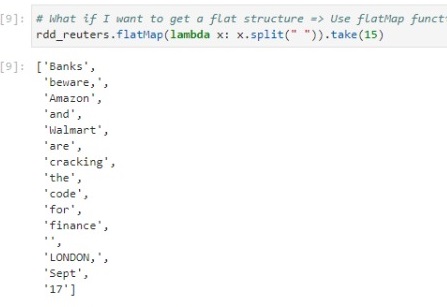 [9]: # What if I want to get a flat structure => Use flatMap funct
rdd_reuters.flatMap(lambda x: x.split(" ")).take(15)
[9]: ['Banks',
'beware,',
'Amazon',
'and',
'Walmart',
'are',
'cracking',
'the',
'code',
'for',
'finance',
'',
'LONDON,',
'Sept',
'17']